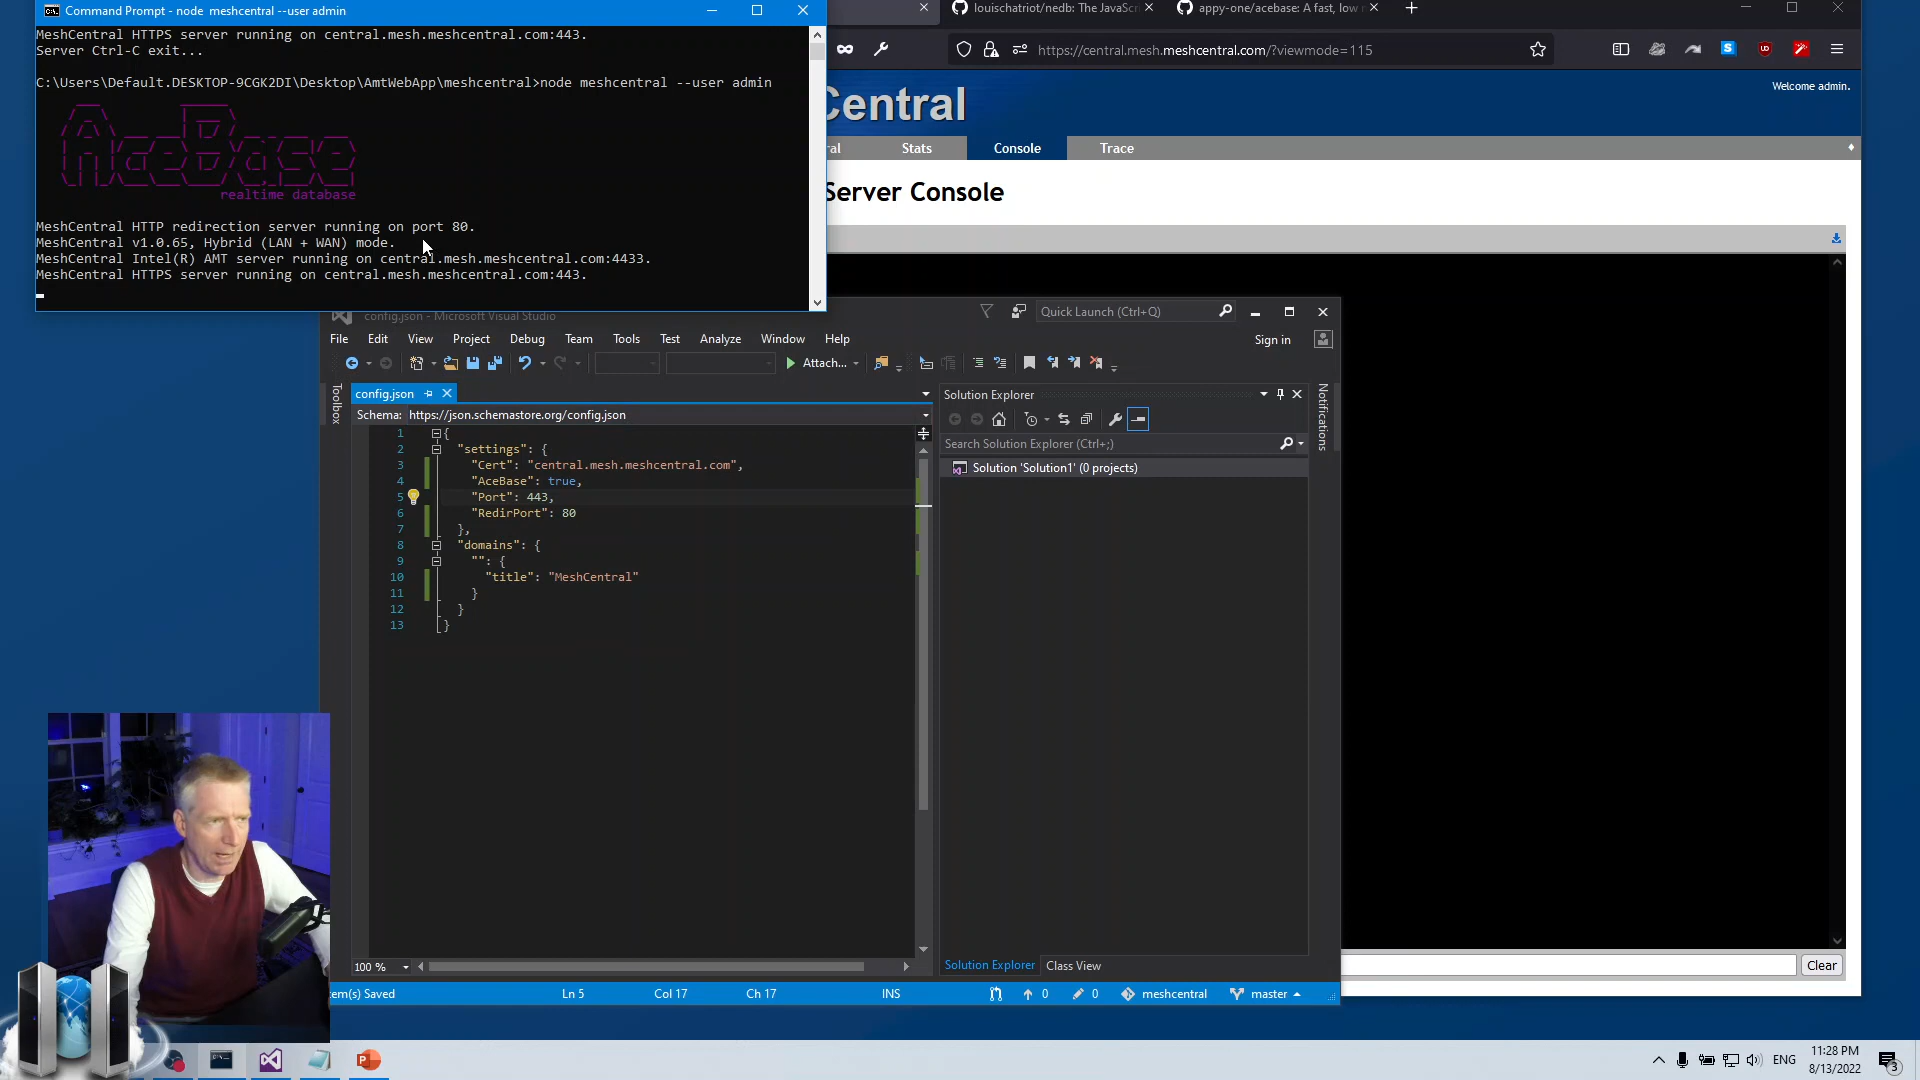 Command Prompt - node  meshcentral --user admin
MeshCentral HTTPS server running on central.mesh.meshcentral.com:443.
Server Ctrl-C exit...
C:\Users\Default.DESKTOP-9CGK2DI\Desktop\AmtWebApp\meshcentral>node meshcentral --user admin
AceBase
realtime database
MeshCentral HTTP redirection server running on port 80.
MeshCentral v1.0.65, Hybrid (LAN + WAN) mode.
MeshCentral Intel(R) AMT server running on central.mesh.meshcentral.com:4433.
MeshCentral HTTPS server running on central.mesh.meshcentral.com:443.
louischatriot/nedb: The JavaScri
appy-one/acebase: A fast, low
https://central.mesh.meshcentral.com/?viewmode=115
Central
Welcome admin.
Stats
Console
Trace
Server Console
config.json - Microsoft Visual Studio
Quick Launch (Ctrl+Q)
File Edit View Project Debug Team Tools Test Analyze Window Help
Sign in
Attach...
Toolbox
config.json
Schema: https://json.schemastore.org/config.json
1 {
2 "settings": {
3 "Cert": "central.mesh.meshcentral.com",
4 "AceBase": true,
5 "Port": 443,
6 "RedirPort": 80
7 },
8 "domains": {
9 "": {
10 "title": "MeshCentral"
11 }
12 }
13 }
Solution Explorer
Search Solution Explorer (Ctrl+;)
Solution 'Solution1' (0 projects)
Notifications
100 %
Solution Explorer Class View
Clear
em(s) Saved
Ln 5
Col 17
Ch 17
INS
0
0
meshcentral
master
ENG
11:28 PM
8/13/2022
3